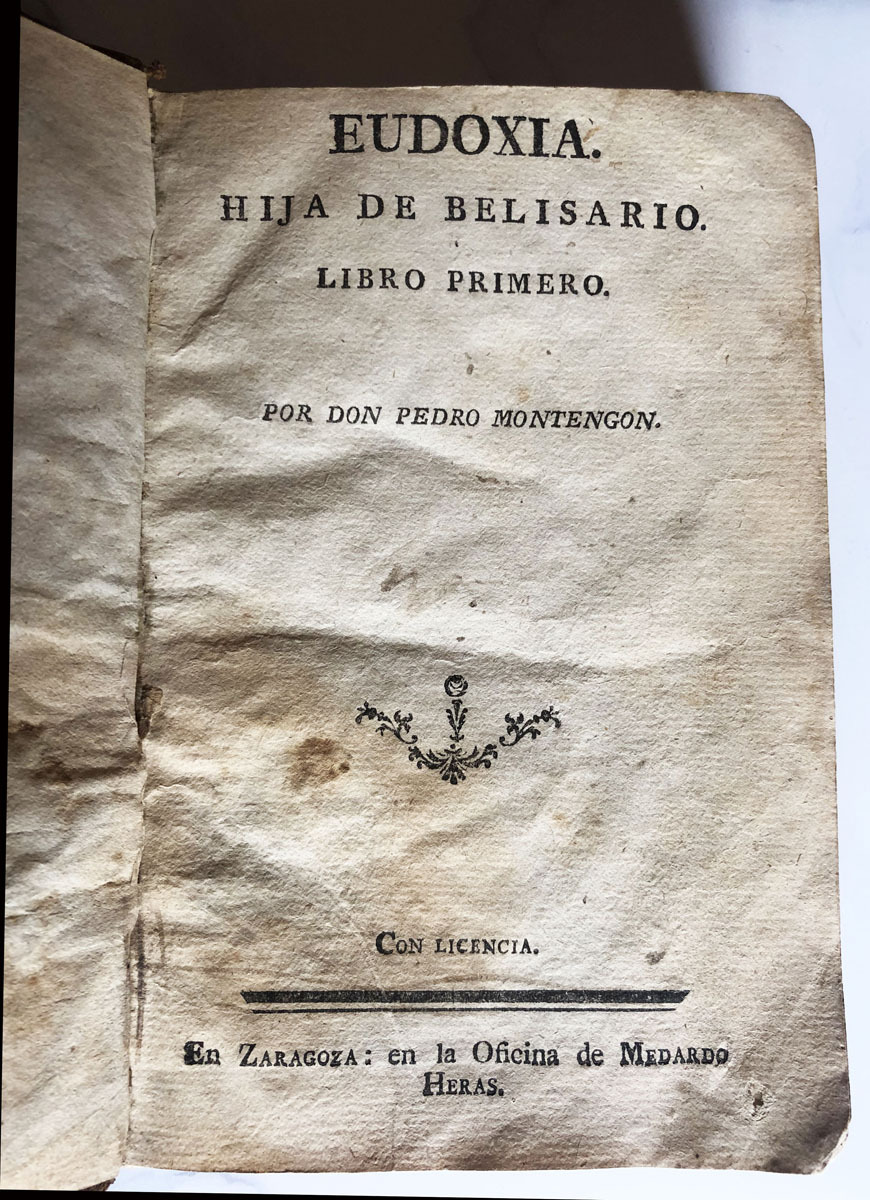 EUDOXIA.
HIJA DE BELISARIO.
LIBRO PRIMERO.
POR DON PEDRO MONTENGON.
CON LICENCIA.
En ZARAGOZA: en la Oficina de MEDARDO
HERAS.